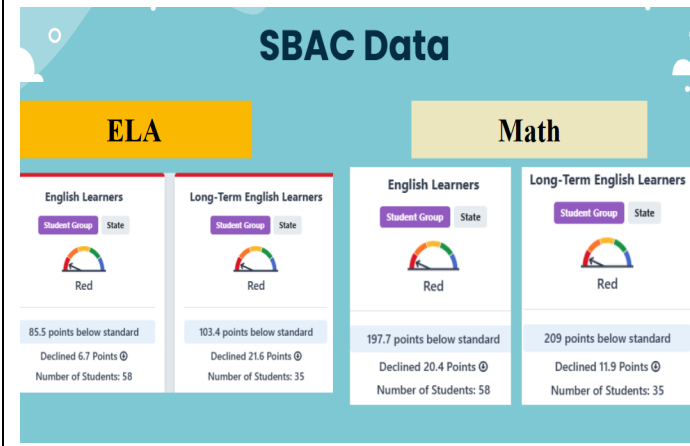 SBAC Data
ELA
Math
English Learners
Student Group State
Red
85.5 points below standard
Declined 6.7 Points
Number of Students: 58
Long-Term English Learners
Student Group State
Red
103.4 points below standard
Declined 21.6 Points
Number of Students: 35
English Learners
Student Group State
Red
197.7 points below standard
Declined 20.4 Points
Number of Students: 58
Long-Term English Learners
Student Group State
Red
209 points below standard
Declined 11.9 Points
Number of Students: 35